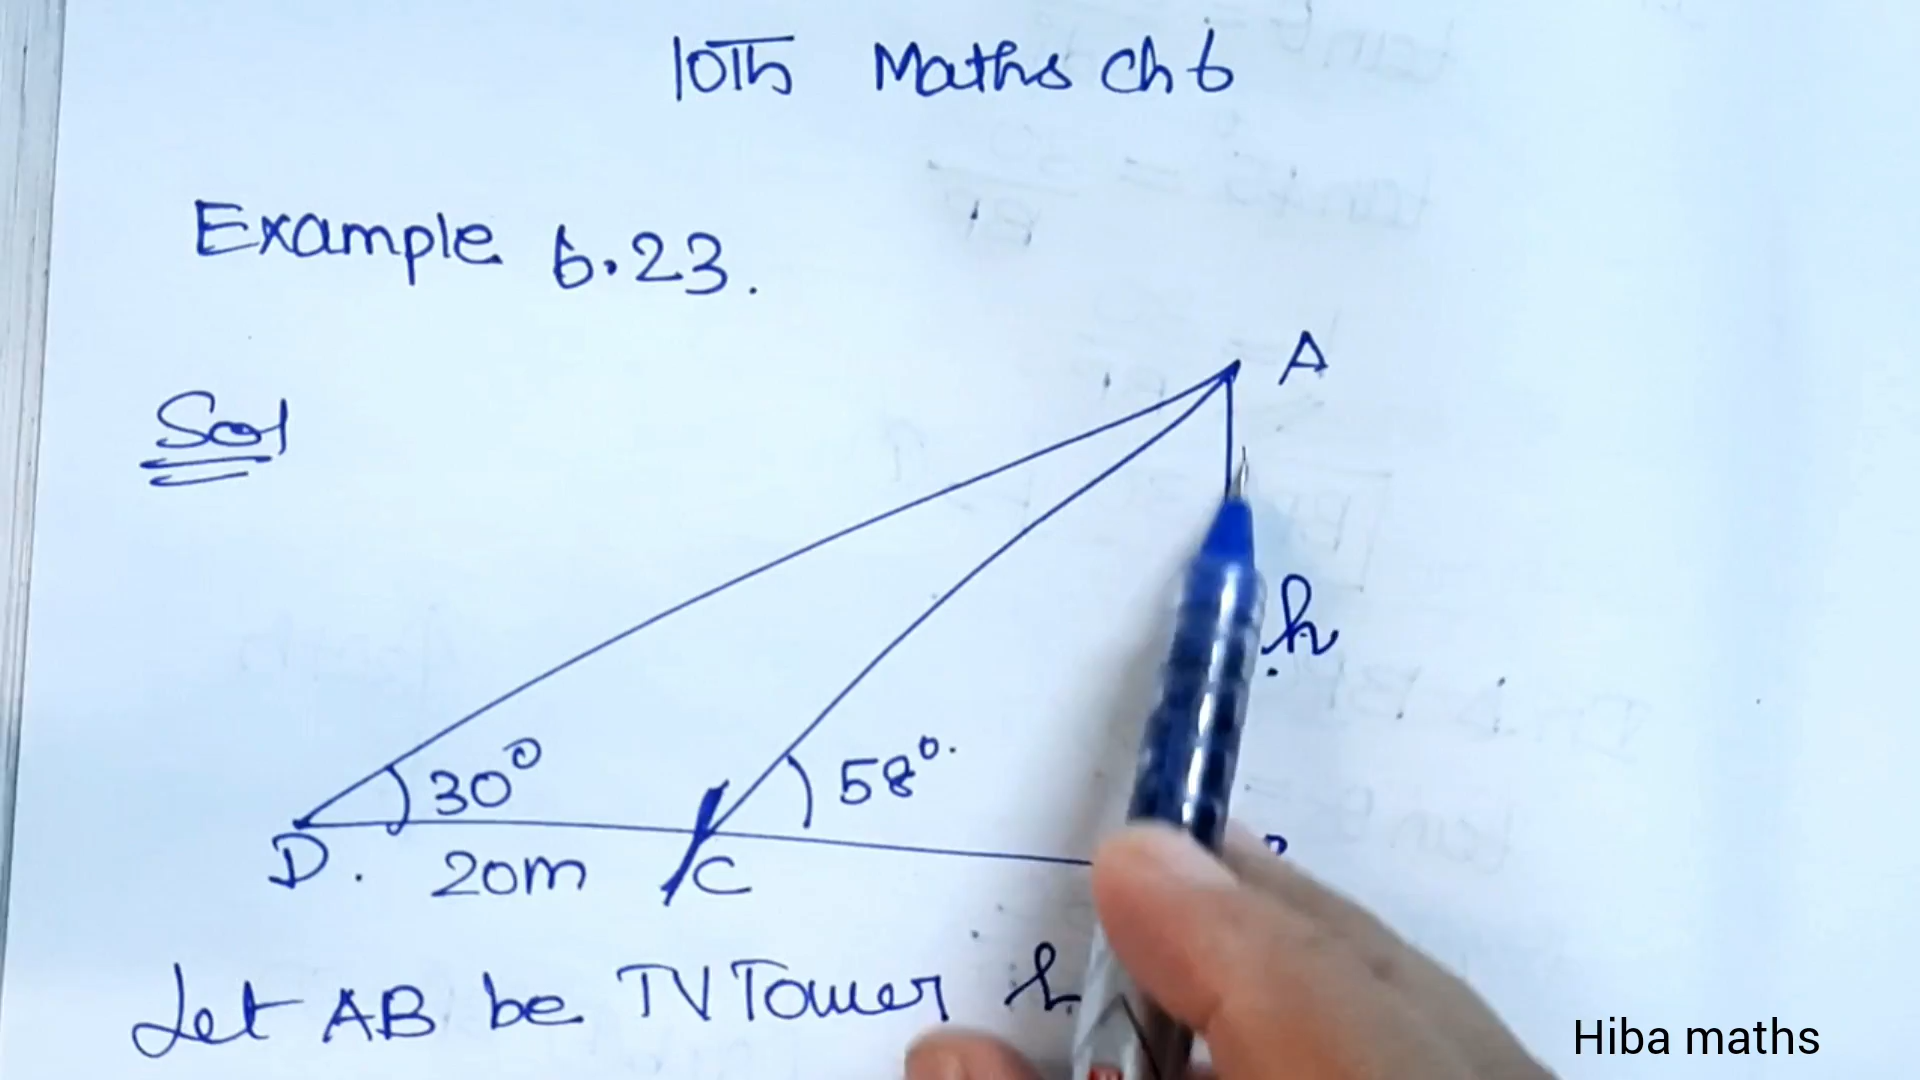 10Th Maths Ch 6
Example 6.23.
Sol
A
h
30° 58°.
D. 20m C
Let AB be TV Tower h
Hiba maths